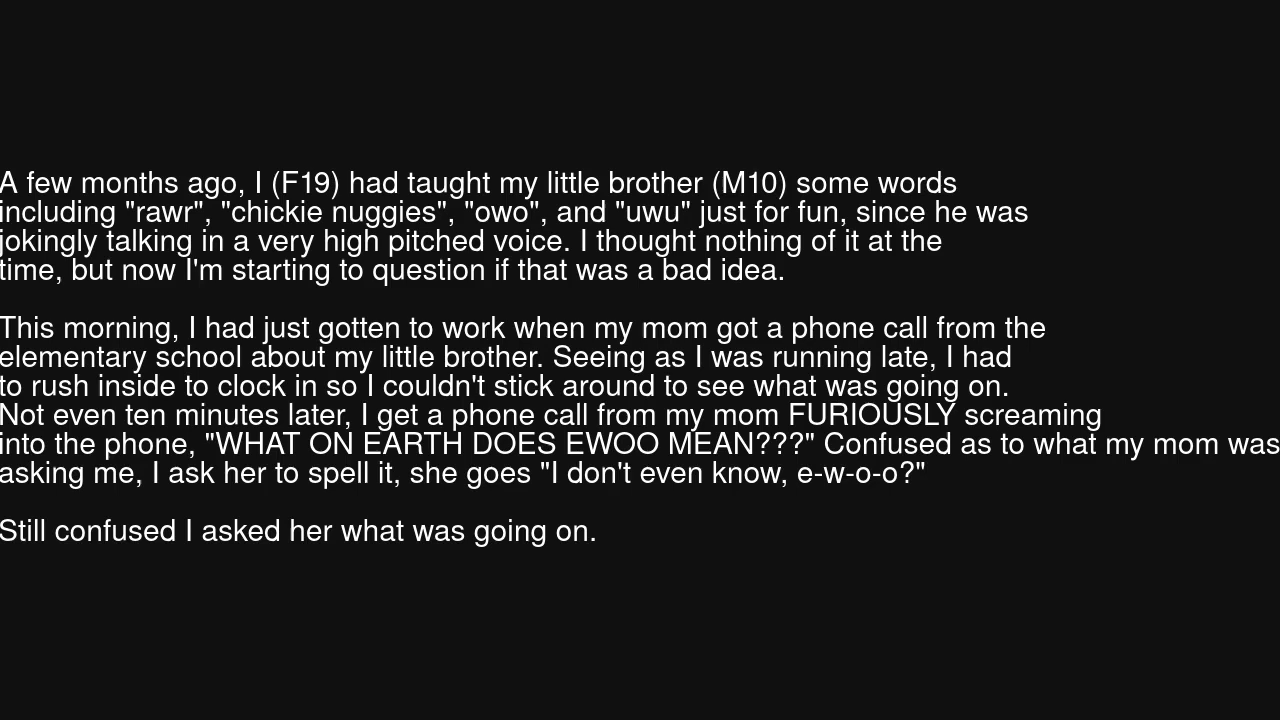 A few months ago, I (F19) had taught my little brother (M10) some words
including "rawr", "chickie nuggies", "owo", and "uwu" just for fun, since he was
jokingly talking in a very high pitched voice. I thought nothing of it at the
time, but now I'm starting to question if that was a bad idea.
This morning, I had just gotten to work when my mom got a phone call from the
elementary school about my little brother. Seeing as I was running late, I had
to rush inside to clock in so I couldn't stick around to see what was going on.
Not even ten minutes later, I get a phone call from my mom FURIOUSLY screaming
into the phone, "WHAT ON EARTH DOES EWOO MEAN???" Confused as to what my mom was
asking me, I ask her to spell it, she goes "I don't even know, e-w-o-o?"
Still confused I asked her what was going on.